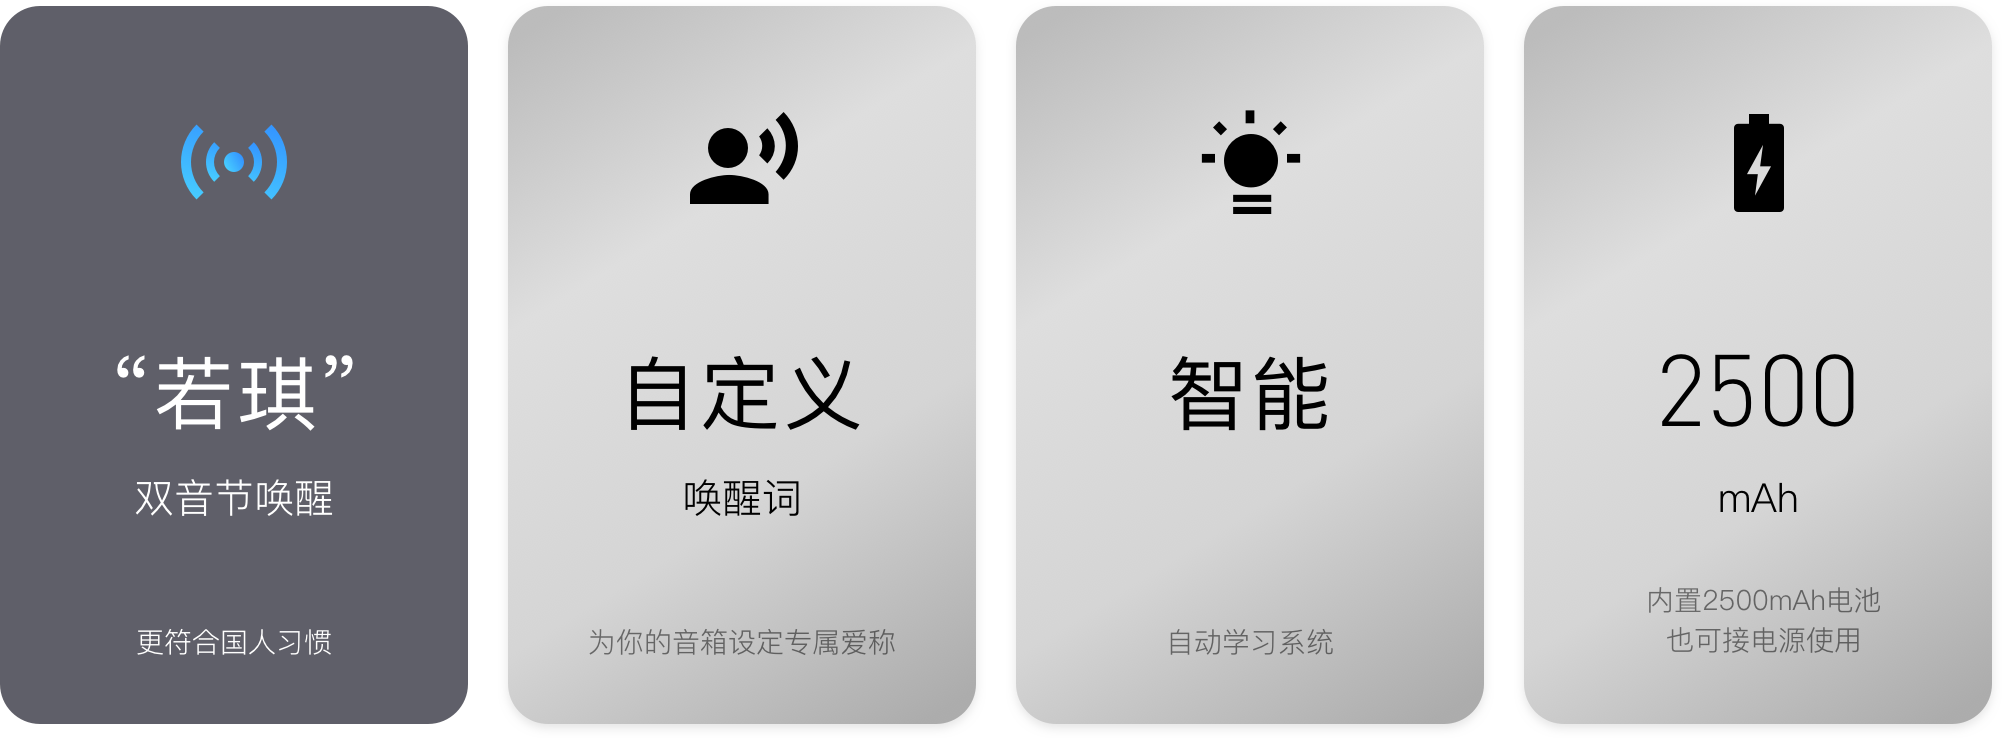 “若琪”
双音节唤醒
更符合国人习惯
自定义
唤醒词
为你的音箱设定专属爱称
智能
自动学习系统
2500
mAh
内置2500mAh电池
也可接电源使用